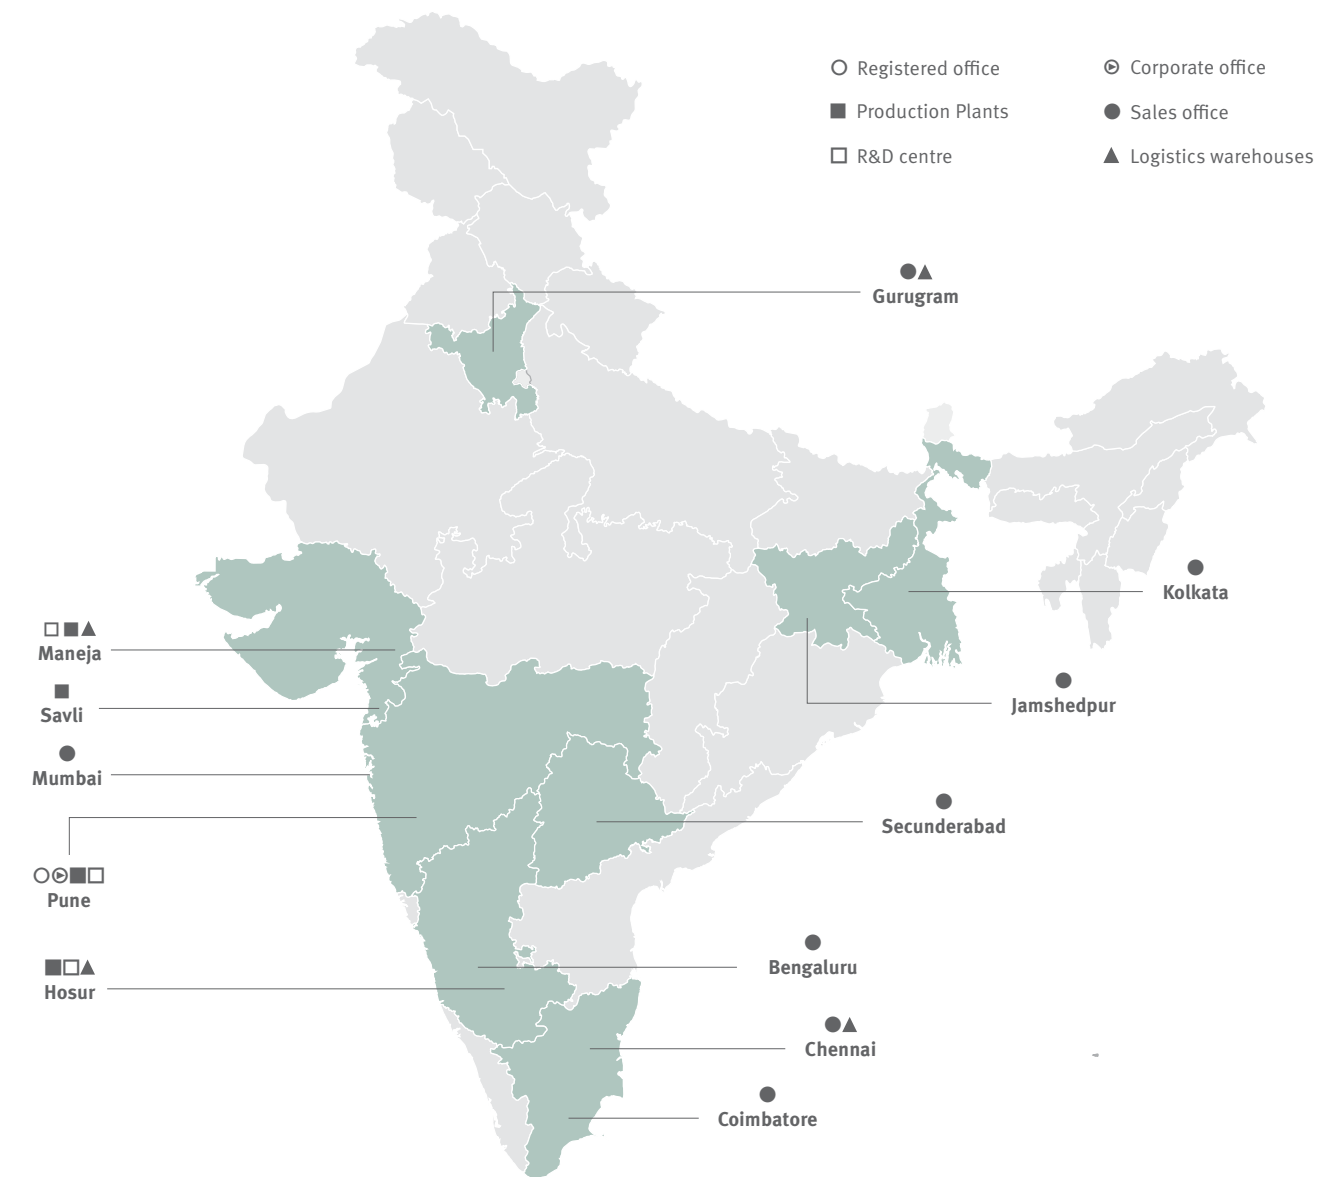 Registered office
Corporate office
Production Plants
Sales office
R&D centre
Logistics warehouses
Gurugram
Kolkata
Maneja
Savli
Jamshedpur
Mumbai
Secunderabad
Pune
Bengaluru
Hosur
Chennai
Coimbatore